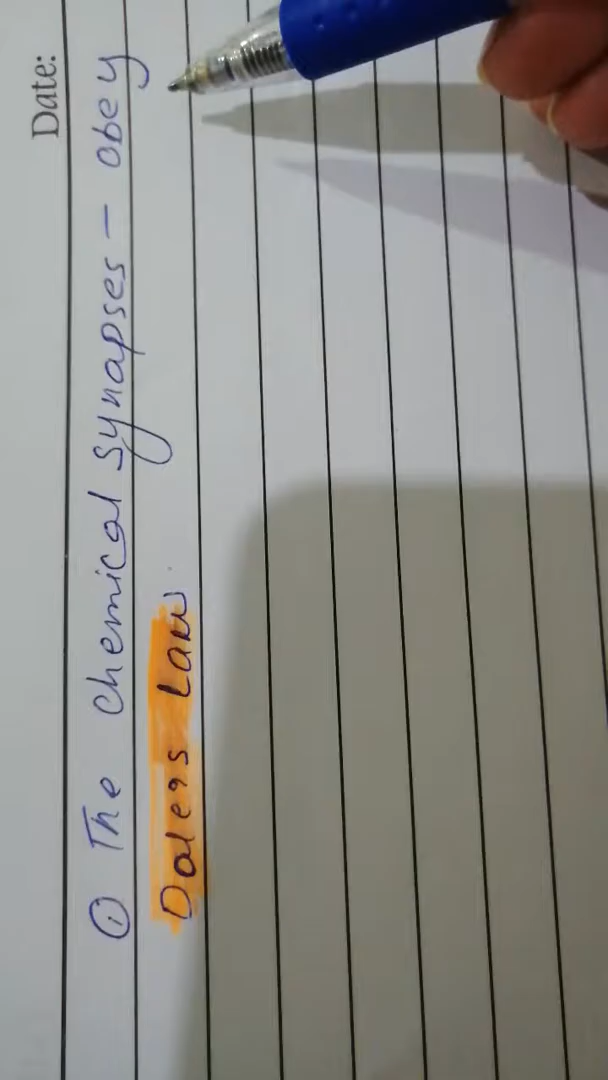 Date:
① The chemical synapses - obey
Dale's Law.